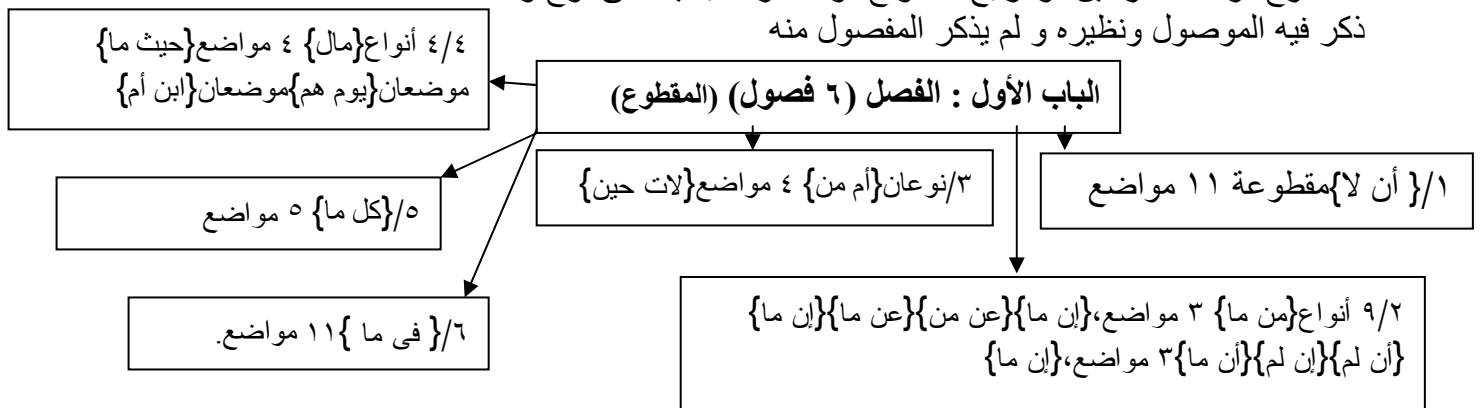 ذكر فيه الموصول ونظيره و لم يذكر المفصول منه
الباب الأول : الفصل (٦ فصول) (المقطوع)
١/{ أن لا}مقطوعة ١١ مواضع
٩/٢ أنواع{من ما} ٣ مواضع،{إن ما}{عن من}{عن ما}{إن ما}
{أن لم}{إن لم}{أن ما}٣ مواضع،{إن ما}
٣/نوعان{أم من} ٤ مواضع{لات حين}
٤/٤ أنواع{مال} ٤ مواضع{حيث ما}
موضعان{يوم هم}موضعان{ابن أم}
٥/{كل ما} ٥ مواضع
٦/{ فى ما }١١ مواضع.